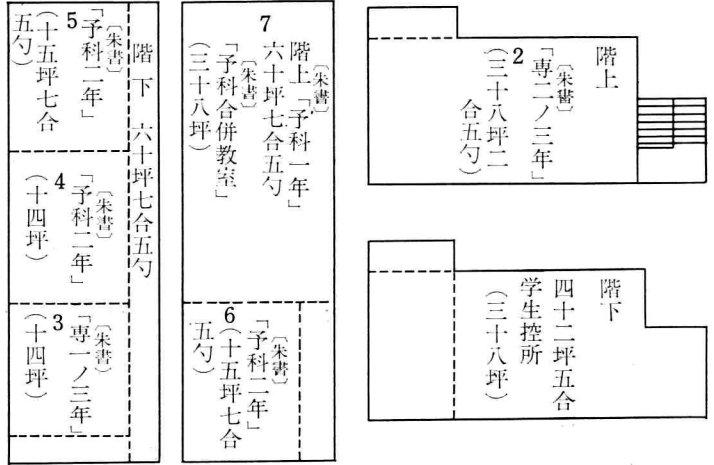 階上
2
〔朱書〕
「専二ノ三年」
(三十八坪二
合五勺)
階下
四十二坪五合
学生控所
(三十八坪)
7
〔朱書〕
階上「予科一年」
六十坪七合五勺
〔朱書〕
「予科合併教室」
(三十八坪)
6
〔朱書〕
「予科二年」
(十五坪七合
五勺)
階下 六十坪七合五勺
5
〔朱書〕
「予科二年」
(十五坪七合
五勺)
4
〔朱書〕
「予科二年」
(十四坪)
3
〔朱書〕
「専一ノ三年」
(十四坪)